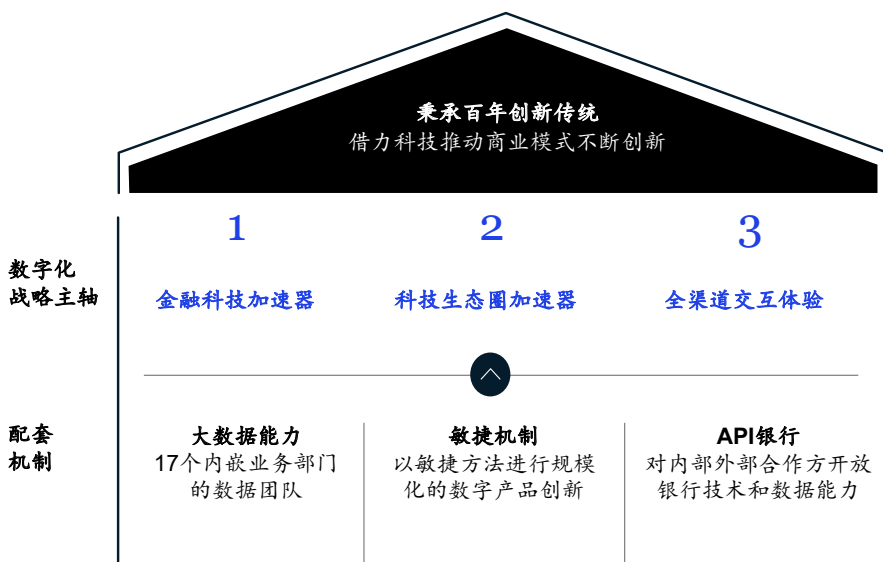 秉承百年创新传统
借力科技推动商业模式不断创新
1
2
3
数字化
战略主轴
金融科技加速器
科技生态圈加速器
全渠道交互体验
配套
机制
大数据能力
17个内嵌业务部门
的数据团队
敏捷机制
以敏捷方法进行规模
化的数字产品创新
API银行
对内部外部合作方开放
银行技术和数据能力